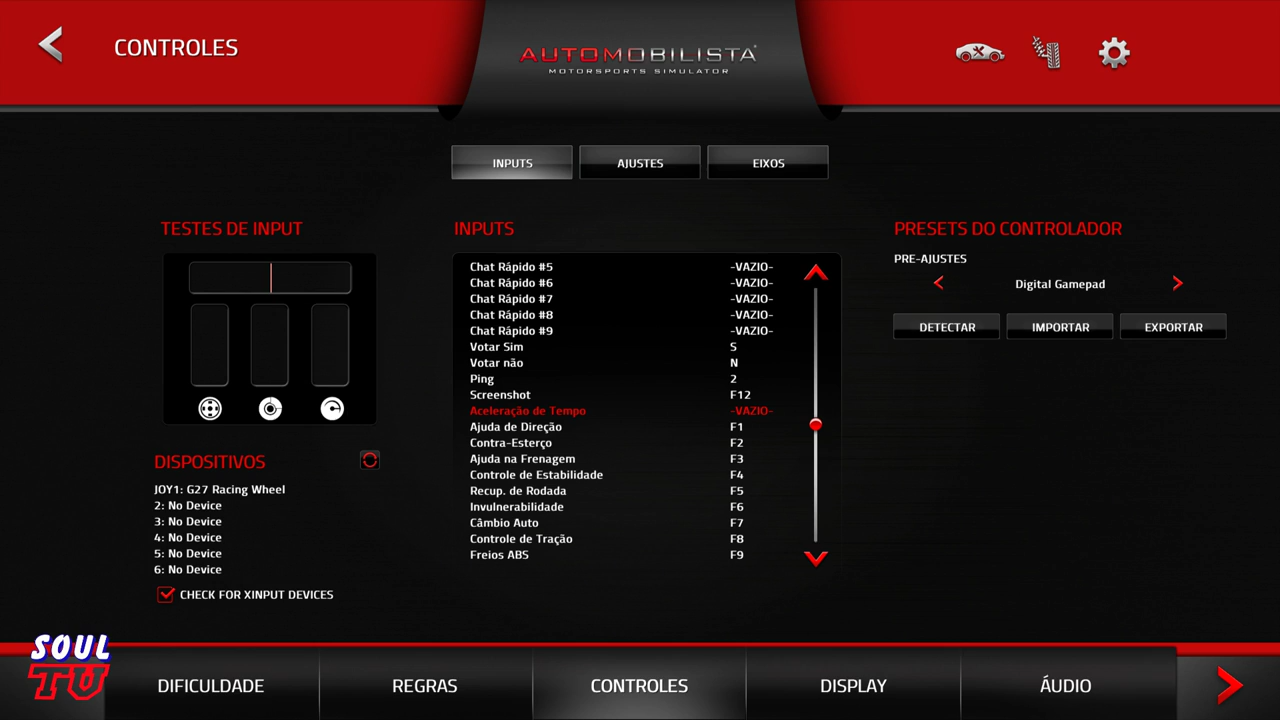 CONTROLES
AUTOMOBILISTA
MOTORSPORTS SIMULATOR
INPUTS
AJUSTES
EIXOS
TESTES DE INPUT
DISPOSITIVOS
JOY1: G27 Racing Wheel
2: No Device
3: No Device
4: No Device
5: No Device
6: No Device
CHECK FOR XINPUT DEVICES
INPUTS
Chat Rápido #5 -VAZIO-
Chat Rápido #6 -VAZIO-
Chat Rápido #7 -VAZIO-
Chat Rápido #8 -VAZIO-
Chat Rápido #9 -VAZIO-
Votar Sim S
Votar não N
Ping 2
Screenshot F12
Aceleração de Tempo -VAZIO-
Ajuda de Direção F1
Contra-Esterço F2
Ajuda na Frenagem F3
Controle de Estabilidade F4
Recup. de Rodada F5
Invulnerabilidade F6
Câmbio Auto F7
Controle de Tração F8
Freios ABS F9
PRESETS DO CONTROLADOR
PRE-AJUSTES
Digital Gamepad
DETECTAR
IMPORTAR
EXPORTAR
SOUL
TV
DIFICULDADE
REGRAS
CONTROLES
DISPLAY
ÁUDIO